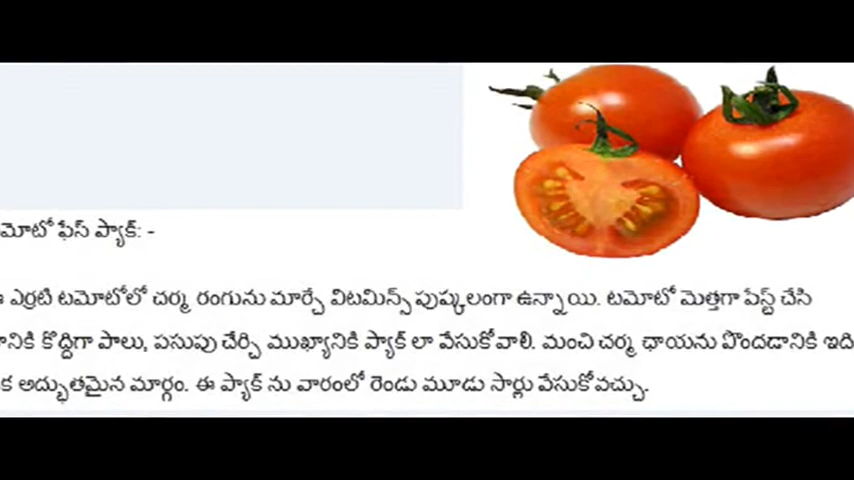 మోటో ఫేస్ ప్యాక్: -
ఎర్రటి టమోటోలో చర్మ రంగును మార్చే విటమిన్స్ పుష్కలంగా ఉన్నాయి. టమోటో మెత్తగా పేస్ట్ చేసి
ానికి కొద్దిగా పాలు, పసుపు చేర్చి ముఖ్యానికి ప్యాక్ లా వేసుకోవాలి. మంచి చర్మ ఛాయను పొందడానికి ఇది
క అద్భుతమైన మార్గం. ఈ ప్యాక్ ను వారంలో రెండు మూడు సార్లు వేసుకోవచ్చు.